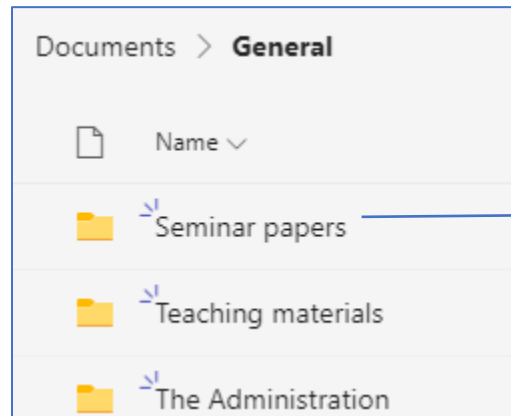 Documents > General
Name
Seminar papers
Teaching materials
The Administration